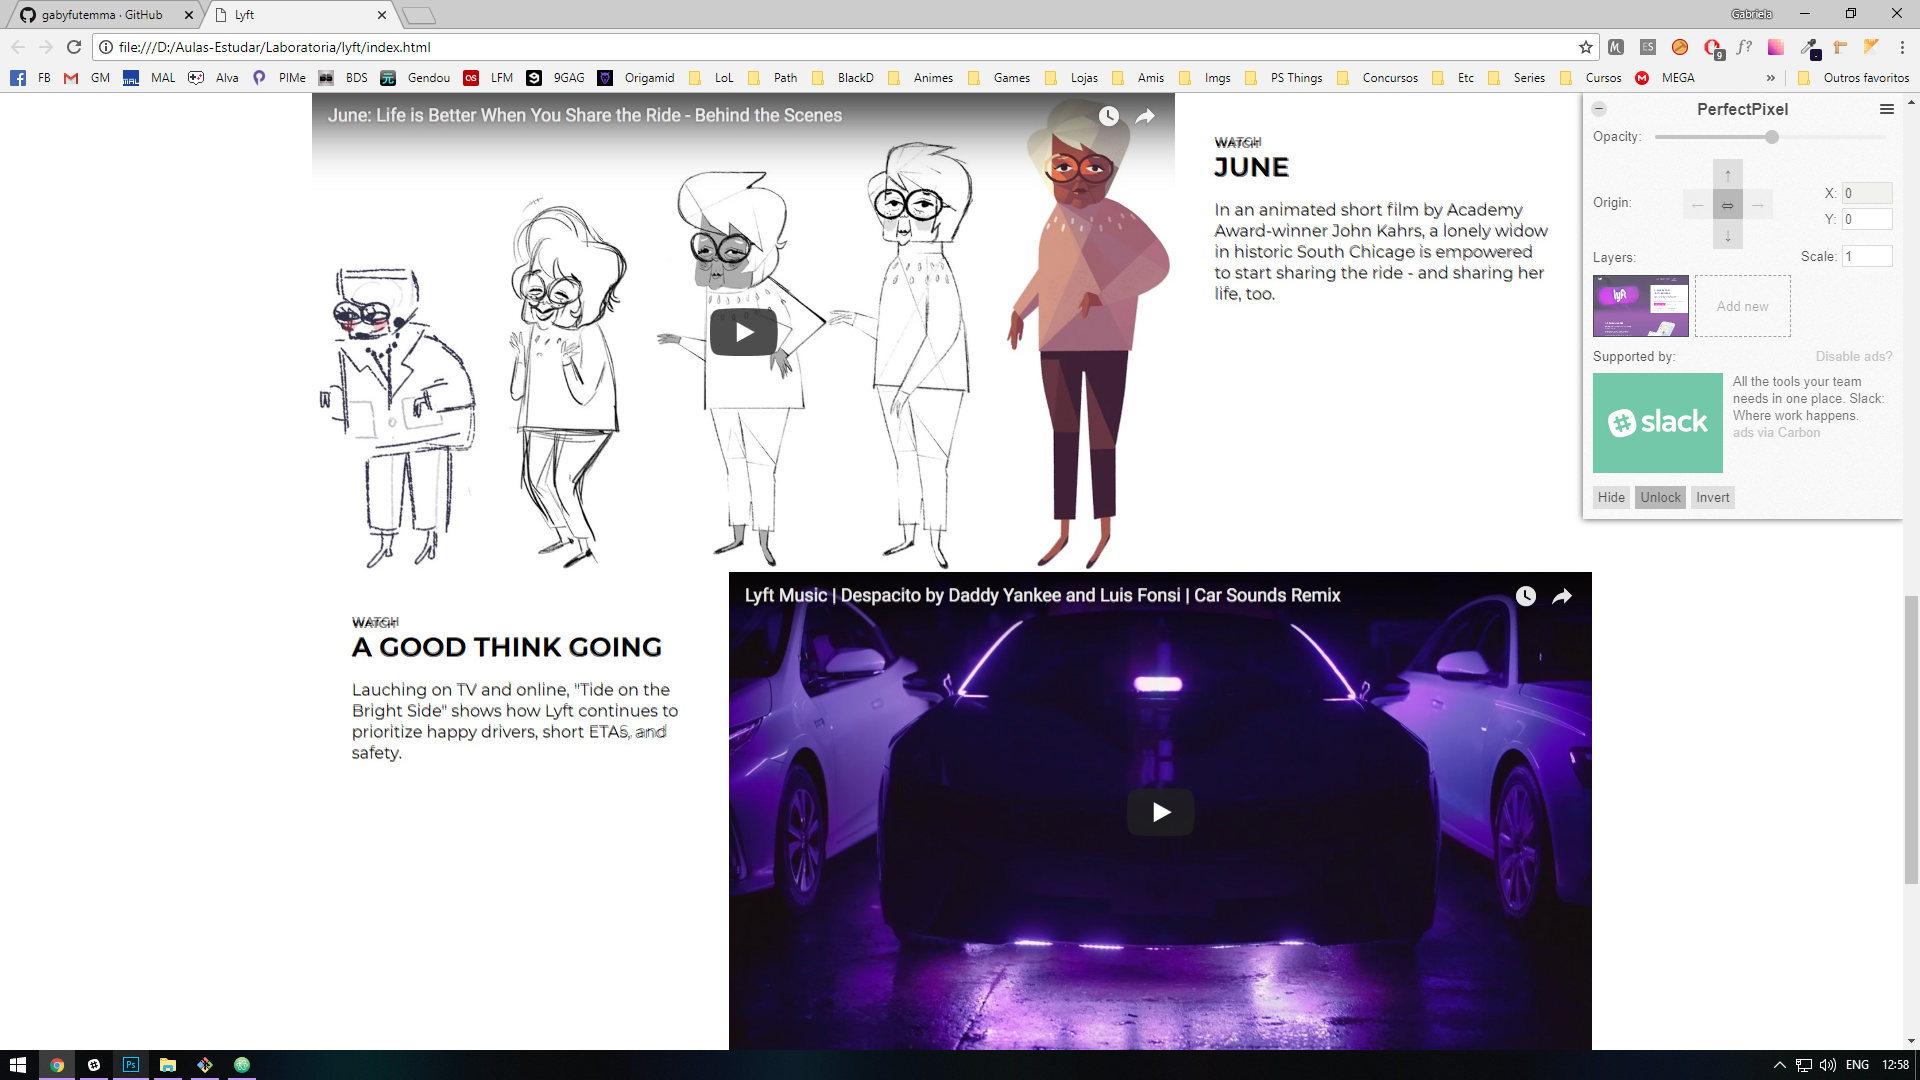 gabyfutemma · GitHub
Lyft
Gabriela
file:///D:/Aulas-Estudar/Laboratoria/lyft/index.html
FB
GM
MAL
Alva
PIMe
BDS
Gendou
LFM
9GAG
Origamid
LoL
Path
BlackD
Animes
Games
Lojas
Amis
Imgs
PS Things
Concursos
Etc
Series
Cursos
MEGA
»
Outros favoritos
June: Life is Better When You Share the Ride - Behind the Scenes
WATCH
JUNE
In an animated short film by Academy
Award-winner John Kahrs, a lonely widow
in historic South Chicago is empowered
to start sharing the ride - and sharing her
life, too.
PerfectPixel
Opacity:
Origin:
X: 0
Y: 0
Layers:
Scale: 1
lyft
Add new
Supported by:
Disable ads?
slack
All the tools your team
needs in one place. Slack:
Where work happens.
ads via Carbon
Hide
Unlock
Invert
WATCH
A GOOD THINK GOING
Lauching on TV and online, "Tide on the
Bright Side" shows how Lyft continues to
prioritize happy drivers, short ETAS, and
safety.
Lyft Music | Despacito by Daddy Yankee and Luis Fonsi | Car Sounds Remix
Ps
ENG
12:58